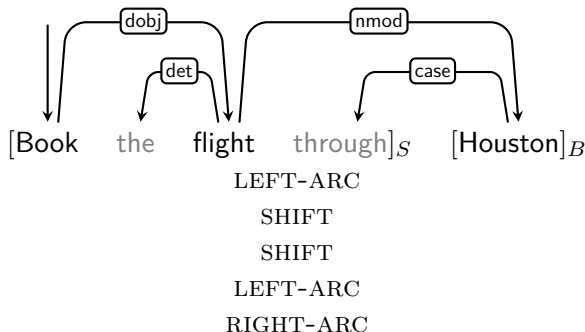 dobj nmod
det case
[Book the flight through]S [Houston]B
LEFT-ARC
SHIFT
SHIFT
LEFT-ARC
RIGHT-ARC